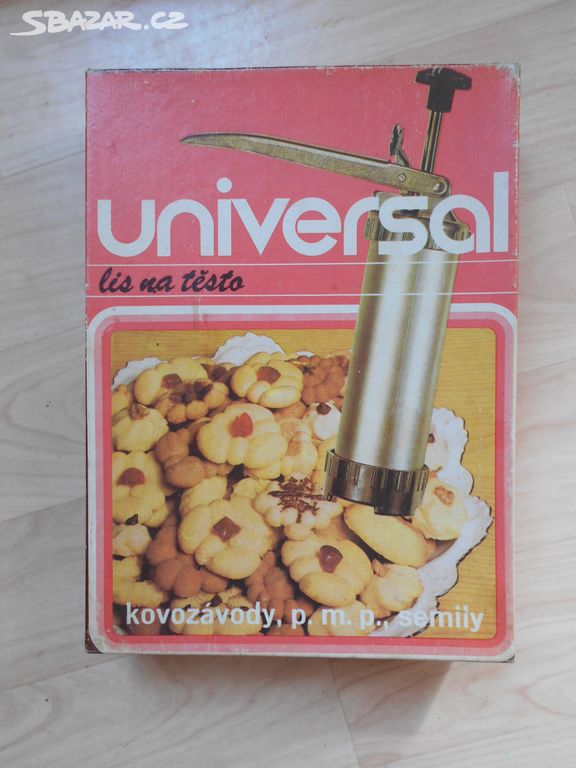 SBAZAR.CZ
universal
lis na těsto
kovozávody, p. m. p., semily